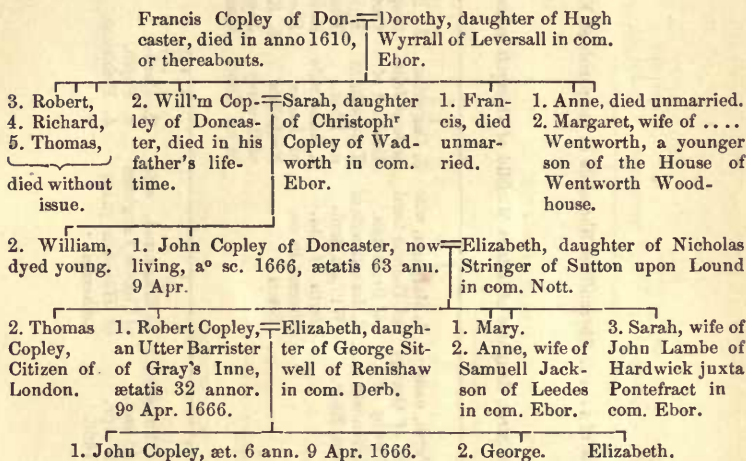 Francis Copley of Don-
caster, died in anno 1610,
or thereabouts.
Dorothy, daughter of Hugh
Wyrrall of Leversall in com.
Ebor.
3. Robert,
4. Richard,
5. Thomas,
died without
issue.
2. Will'm Cop-
ley of Doncas-
ter, died in his
father's life-
time.
Sarah, daughter
of Christophʳ
Copley of Wad-
worth in com.
Ebor.
1. Fran-
cis, died
unmar-
ried.
1. Anne, died unmarried.
2. Margaret, wife of ....
Wentworth, a younger
son of the House of
Wentworth Wood-
house.
2. William,
dyed young.
1. John Copley of Doncaster, now
living, aº sc. 1666, ætatis 63 ann.
9 Apr.
Elizabeth, daughter of Nicholas
Stringer of Sutton upon Lound
in com. Nott.
2. Thomas
Copley,
Citizen of
London.
1. Robert Copley,
an Utter Barrister
of Gray's Inne,
ætatis 32 annor.
9º Apr. 1666.
Elizabeth, daugh-
ter of George Sit-
well of Renishaw
in com. Derb.
1. Mary.
2. Anne, wife of
Samuell Jack-
son of Leedes
in com. Ebor.
3. Sarah, wife of
John Lambe of
Hardwick juxta
Pontefract in
com. Ebor.
1. John Copley, æt. 6 ann. 9 Apr. 1666.
2. George.
Elizabeth.